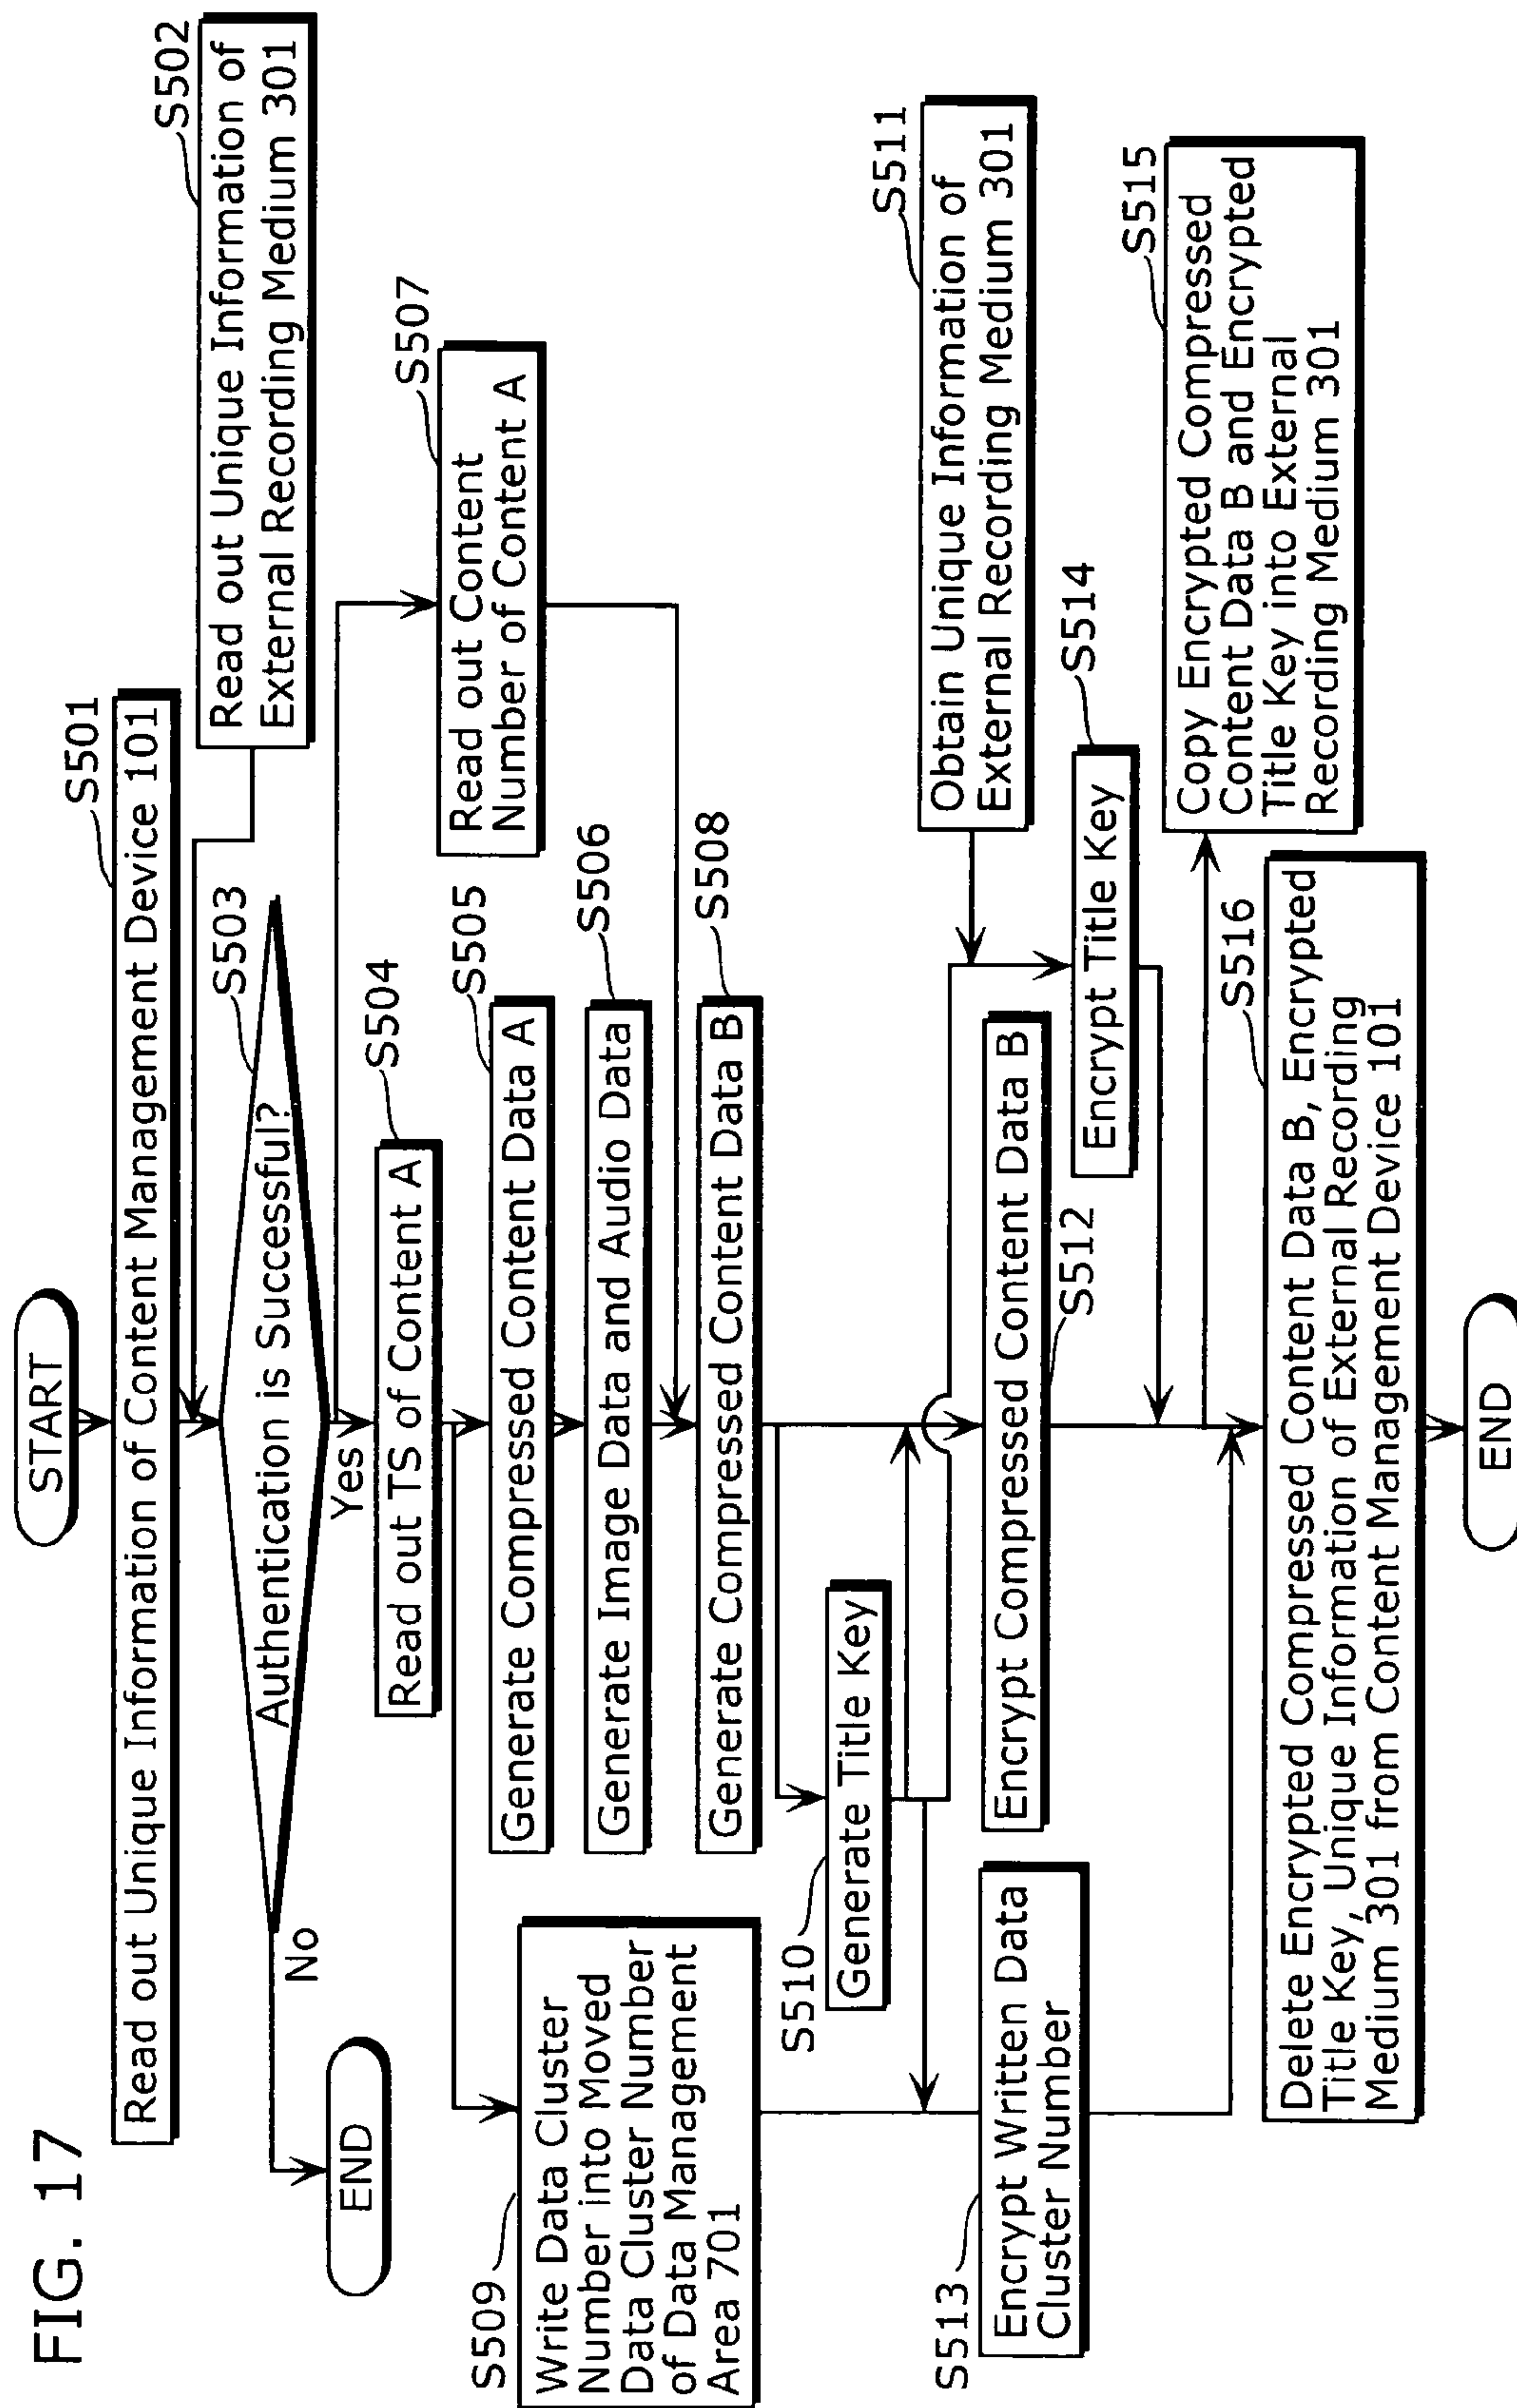 FIG. 17
START
S501
Read out Unique Information of Content Management Device 101
S502
Read out Unique Information of
External Recording Medium 301
S503
Authentication is Successful?
No
END
Yes
S504
Read out TS of Content A
S507
Read out Content
Number of Content A
S505
Generate Compressed Content Data A
S506
Generate Image Data and Audio Data
S508
Generate Compressed Content Data B
S509
Write Data Cluster
Number into Moved
Data Cluster Number
of Data Management
Area 701
S510
Generate Title Key
S511
Obtain Unique Information of
External Recording Medium 301
S513
Encrypt Written Data
Cluster Number
Encrypt Compressed Content Data B
S512
S514
Encrypt Title Key
S515
Copy Encrypted Compressed
Content Data B and Encrypted
Title Key into External
Recording Medium 301
S516
Delete Encrypted Compressed Content Data B, Encrypted
Title Key, Unique Information of External Recording
Medium 301 from Content Management Device 101
END